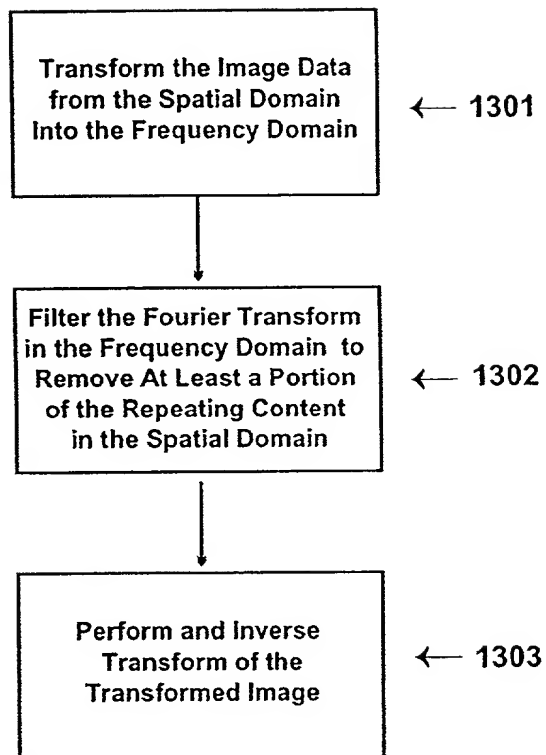 Transform the Image Data
from the Spatial Domain
Into the Frequency Domain
← 1301
Filter the Fourier Transform
in the Frequency Domain to
Remove At Least a Portion
of the Repeating Content
in the Spatial Domain
← 1302
Perform and Inverse
Transform of the
Transformed Image
← 1303